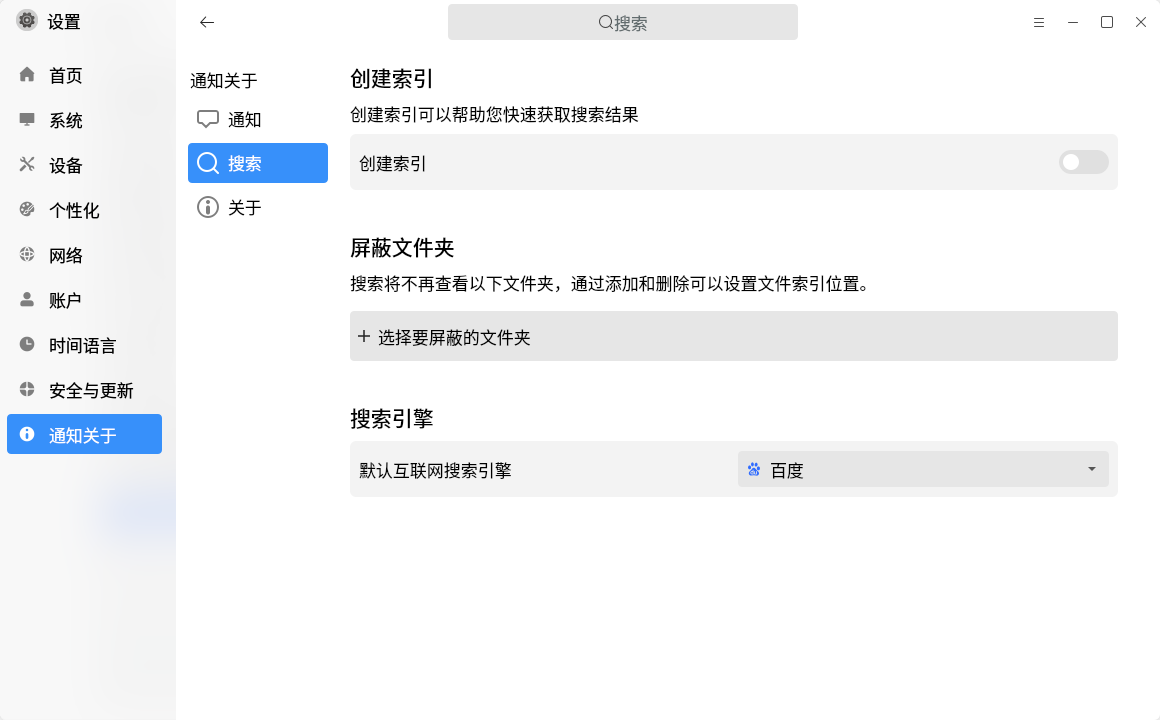 设置
首页
系统
设备
个性化
网络
账户
时间语言
安全与更新
通知关于
搜索
通知关于
通知
搜索
关于
创建索引
创建索引可以帮助您快速获取搜索结果
创建索引
屏蔽文件夹
搜索将不再查看以下文件夹，通过添加和删除可以设置文件索引位置。
选择要屏蔽的文件夹
搜索引擎
默认互联网搜索引擎
百度